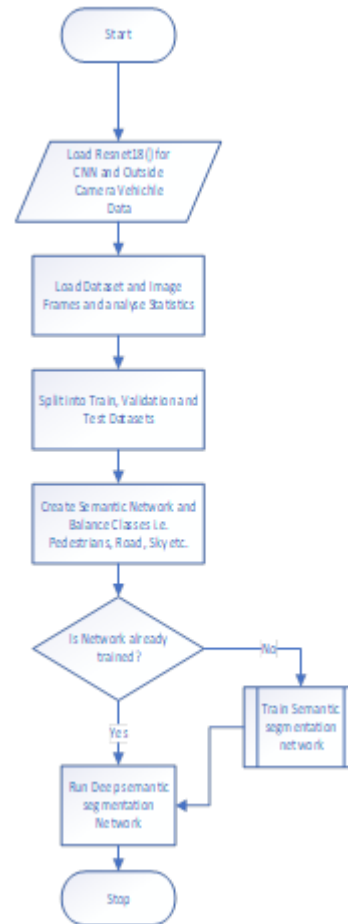 Start
Load Resnet18() for
CNN and Outside
Camera Vehichle
Data
Load Dataset and Image
Frames and analyse Statistics
Split into Train, Validation and
Test Datasets
Create Semantic Network and
Balance Classes i.e.
Pedestrians, Road, Sky etc.
Is Network already
trained?
No
Train Semantic
segmentation
network
Yes
Run Deep semantic
segmentation
Network
Stop